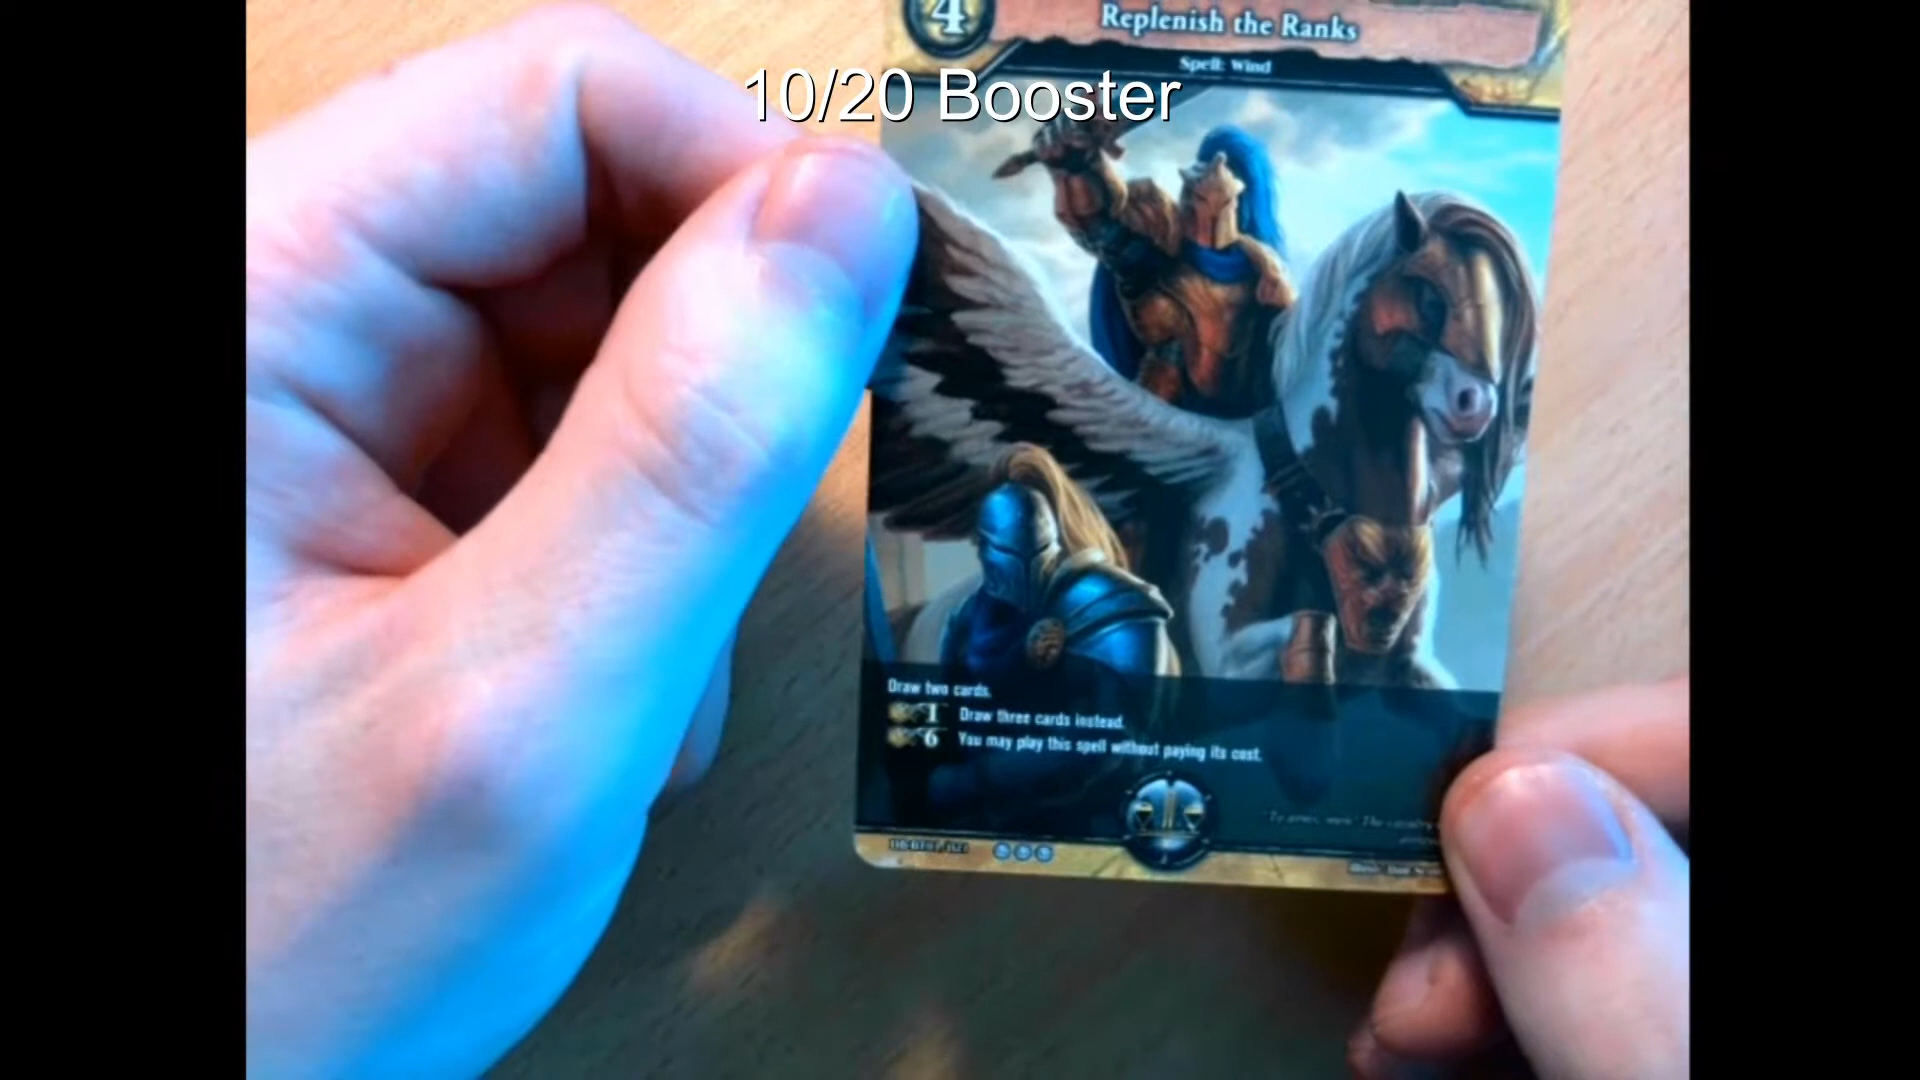 4
Replenish the Ranks
Spell: Wind
10/20 Booster
Draw two cards.
1 Draw three cards instead.
6 You may play this spell without paying its cost.